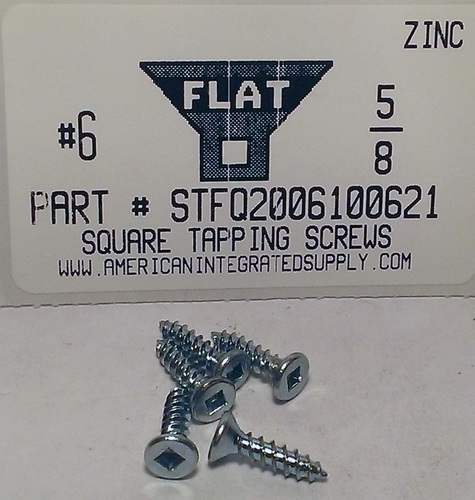 ZINC
FLAT
#6
5
8
PART # STFQ2006100621
SQUARE TAPPING SCREWS
WWW.AMERICANINTEGRATEDSUPPLY.COM